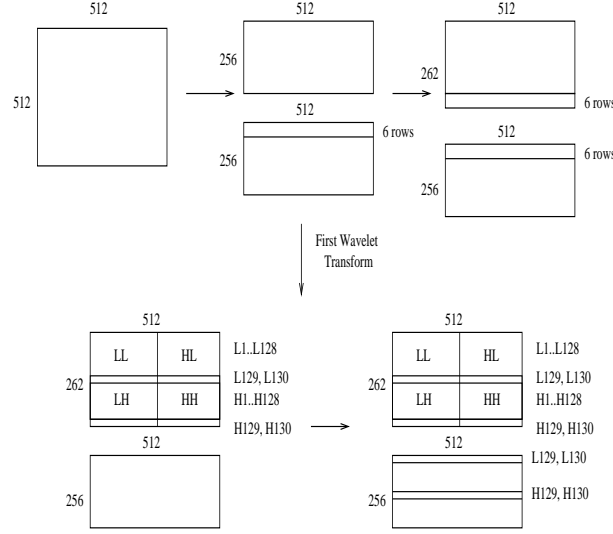 512
512
512
512
256
262
6 rows
512
512
512
6 rows
6 rows
256
256
First Wavelet
Transform
512
512
LL
HL
L1..L128
LL
HL
L1..L128
262
L129, L130
262
L129, L130
LH
HH
H1..H128
LH
HH
H1..H128
H129, H130
H129, H130
512
512
L129, L130
256
256
H129, H130